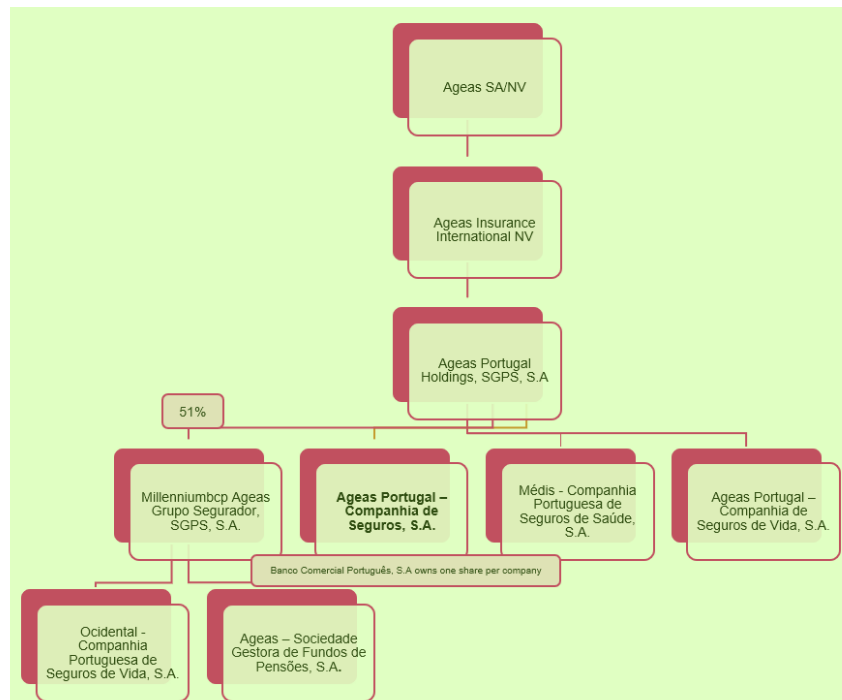 Ageas SA/NV
Ageas Insurance
International NV
Ageas Portugal
Holdings, SGPS, S.A
51%
Millenniumbcp Ageas
Grupo Segurador,
SGPS, S.A.
Ageas Portugal –
Companhia de
Seguros, S.A.
Médis - Companhia
Portuguesa de
Seguros de Saúde,
S.A.
Ageas Portugal –
Companhia de
Seguros de Vida, S.A.
Banco Comercial Português, S.A owns one share per company
Ocidental -
Companhia
Portuguesa de
Seguros de Vida, S.A.
Ageas – Sociedade
Gestora de Fundos de
Pensões, S.A.